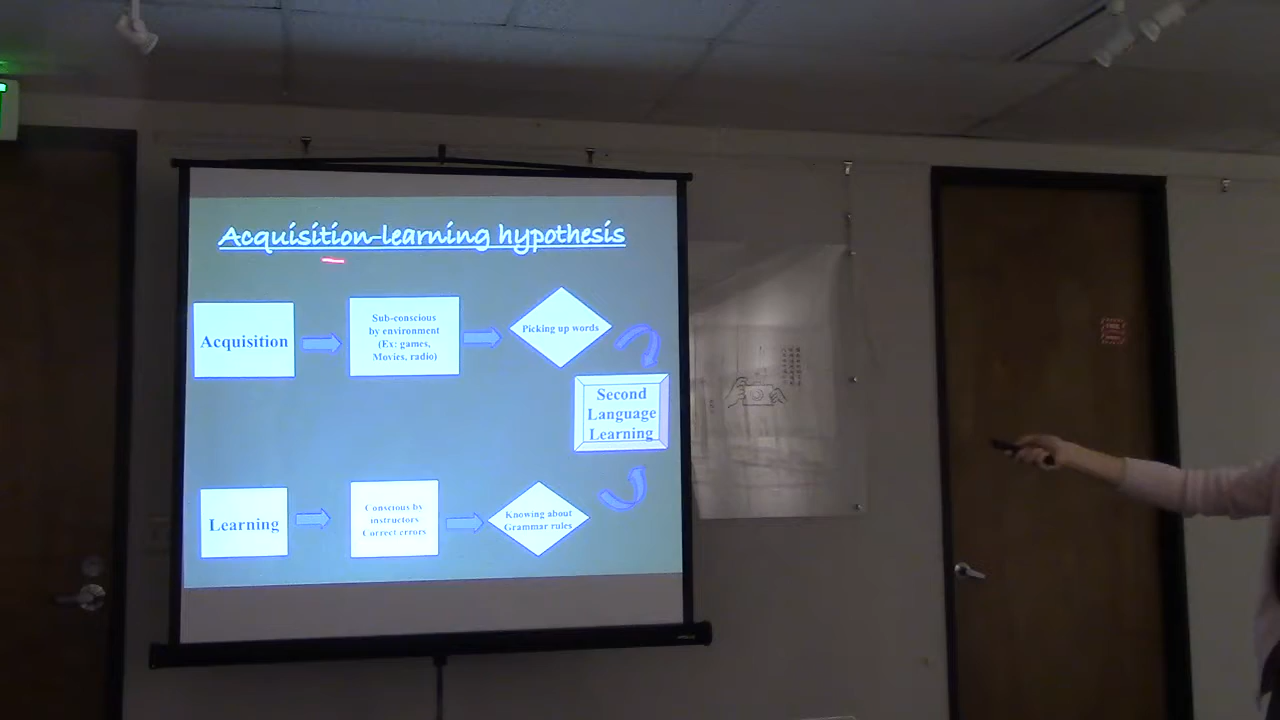 Acquisition-learning hypothesis
Acquisition
Sub-conscious
by environment
(Ex: games,
Movies, radio)
Picking up words
Second
Language
Learning
Learning
Conscious by
instructors
Correct errors
Knowing about
Grammar rules